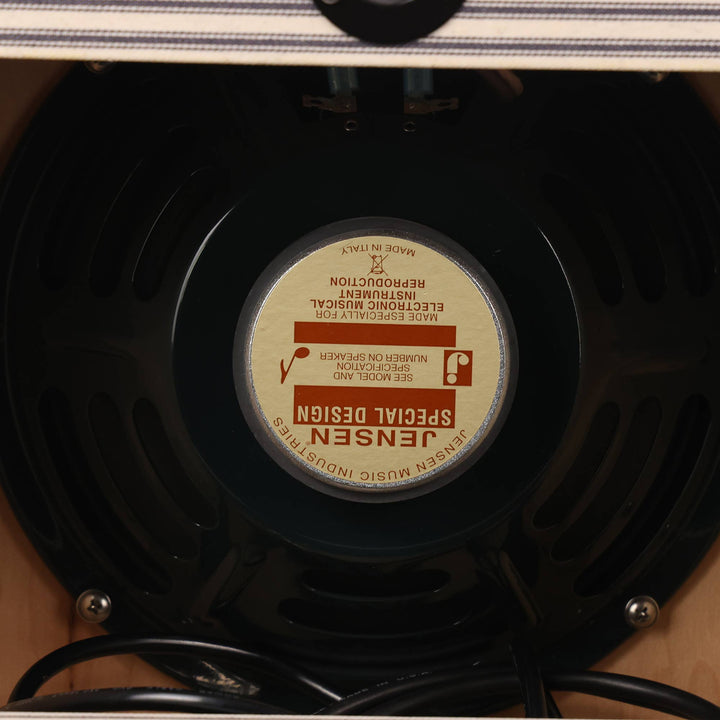 JENSEN MUSIC INDUSTRIES
JENSEN®
SPECIAL DESIGN
SEE MODEL AND
SPECIFICATION
NUMBER ON SPEAKER
MADE ESPECIALLY FOR
ELECTRONIC MUSICAL
INSTRUMENT
REPRODUCTION
MADE IN ITALY